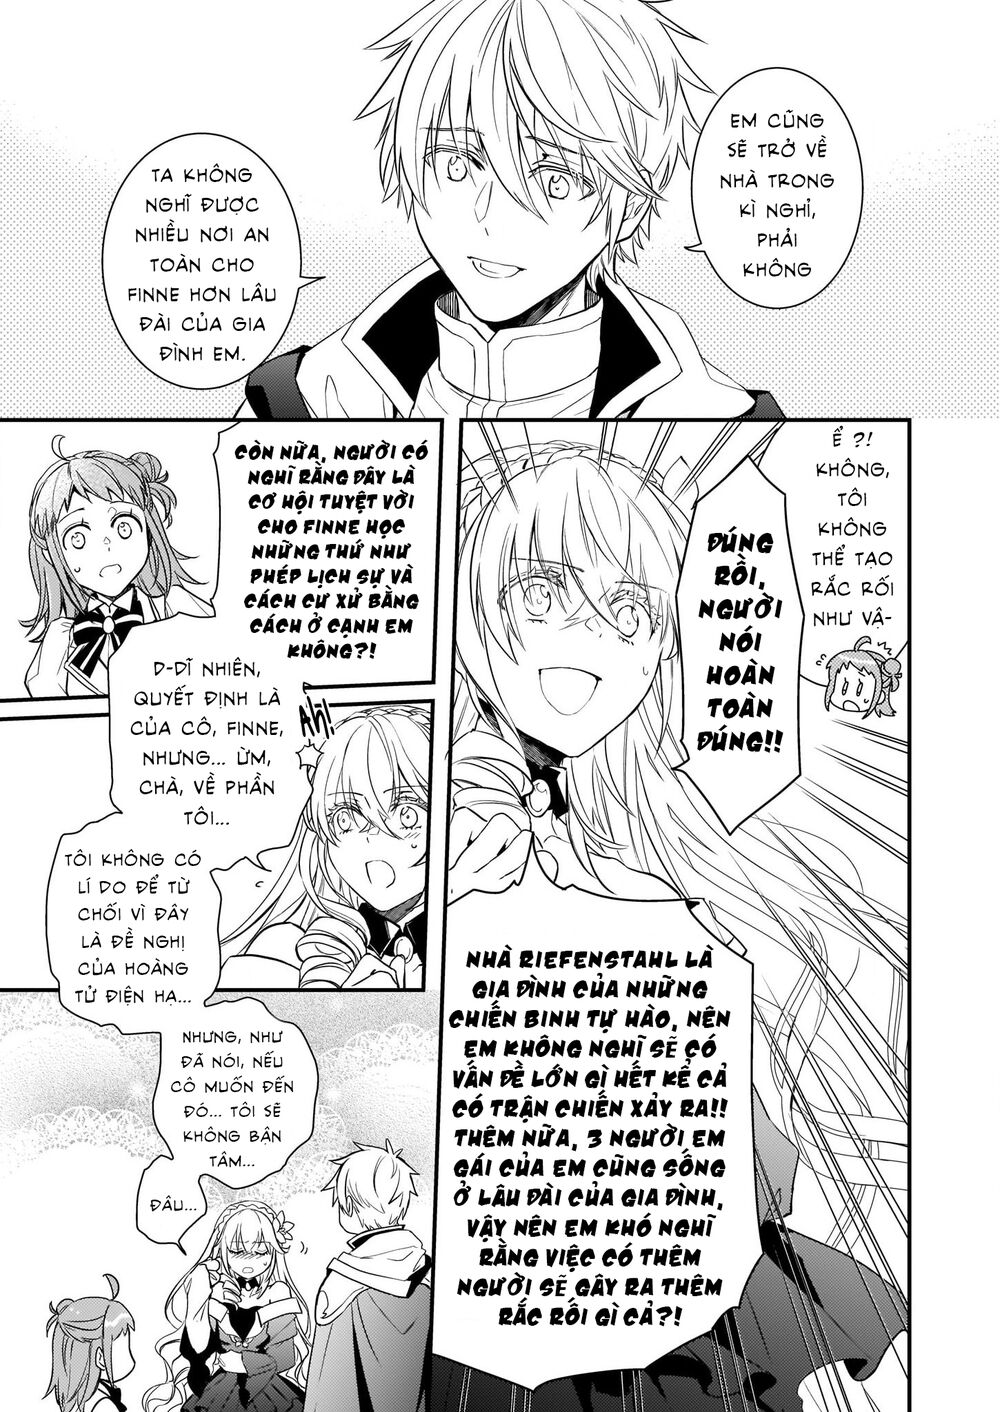 EM CŨNG
SẼ TRỞ VỀ
NHÀ TRONG
KÌ NGHỈ,
PHẢI
KHÔNG
TA KHÔNG
NGHĨ ĐƯỢC
NHIỀU NƠI AN
TOÀN CHO
FINNE HƠN LÂU
ĐÀI CỦA GIA
ĐÌNH EM.
Ể ?!
KHÔNG,
TÔI
KHÔNG
THỂ TẠO
RẮC RỐI
NHƯ VẬ-
ĐÚNG
RỒI,
NGƯỜI
NÓI
HOÀN
TOÀN
ĐÚNG!!
NHÀ RIEFENSTAHL LÀ
GIA ĐÌNH CỦA NHỮNG
CHIẾN BINH TỰ HÀO, NÊN
EM KHÔNG NGHĨ SẼ CÓ
VẤN ĐỀ LỚN GÌ HẾT KỂ CẢ
CÓ TRẬN CHIẾN XẢY RA!!
THÊM NỮA, 3 NGƯỜI EM
GÁI CỦA EM CŨNG SỐNG
Ở LÂU ĐÀI CỦA GIA ĐÌNH,
VẬY NÊN EM KHÓ NGHĨ
RẰNG VIỆC CÓ THÊM
NGƯỜI SẼ GÂY RA THÊM
RẮC RỐI GÌ CẢ?!
CÒN NỮA, NGƯỜI CÓ
NGHĨ RẰNG ĐÂY LÀ
CƠ HỘI TUYỆT VỜI
CHO FINNE HỌC
NHỮNG THỨ NHƯ
PHÉP LỊCH SỰ VÀ
CÁCH CƯ XỬ BẰNG
CÁCH Ở CẠNH EM
KHÔNG?!
AH!
D-DĨ NHIÊN,
QUYẾT ĐỊNH LÀ
CỦA CÔ, FINNE,
NHƯNG... ỪM,
CHÀ, VỀ PHẦN
TÔI...
TÔI KHÔNG CÓ
LÍ DO ĐỂ TỪ
CHỐI VÌ ĐÂY
LÀ ĐỀ NGHỊ
CỦA HOÀNG
TỬ ĐIỆN HẠ...
NHƯNG, NHƯ
ĐÃ NÓI, NẾU
CÔ MUỐN ĐẾN
ĐÓ... TÔI SẼ
KHÔNG BẬN
TÂM...
ĐÂU...